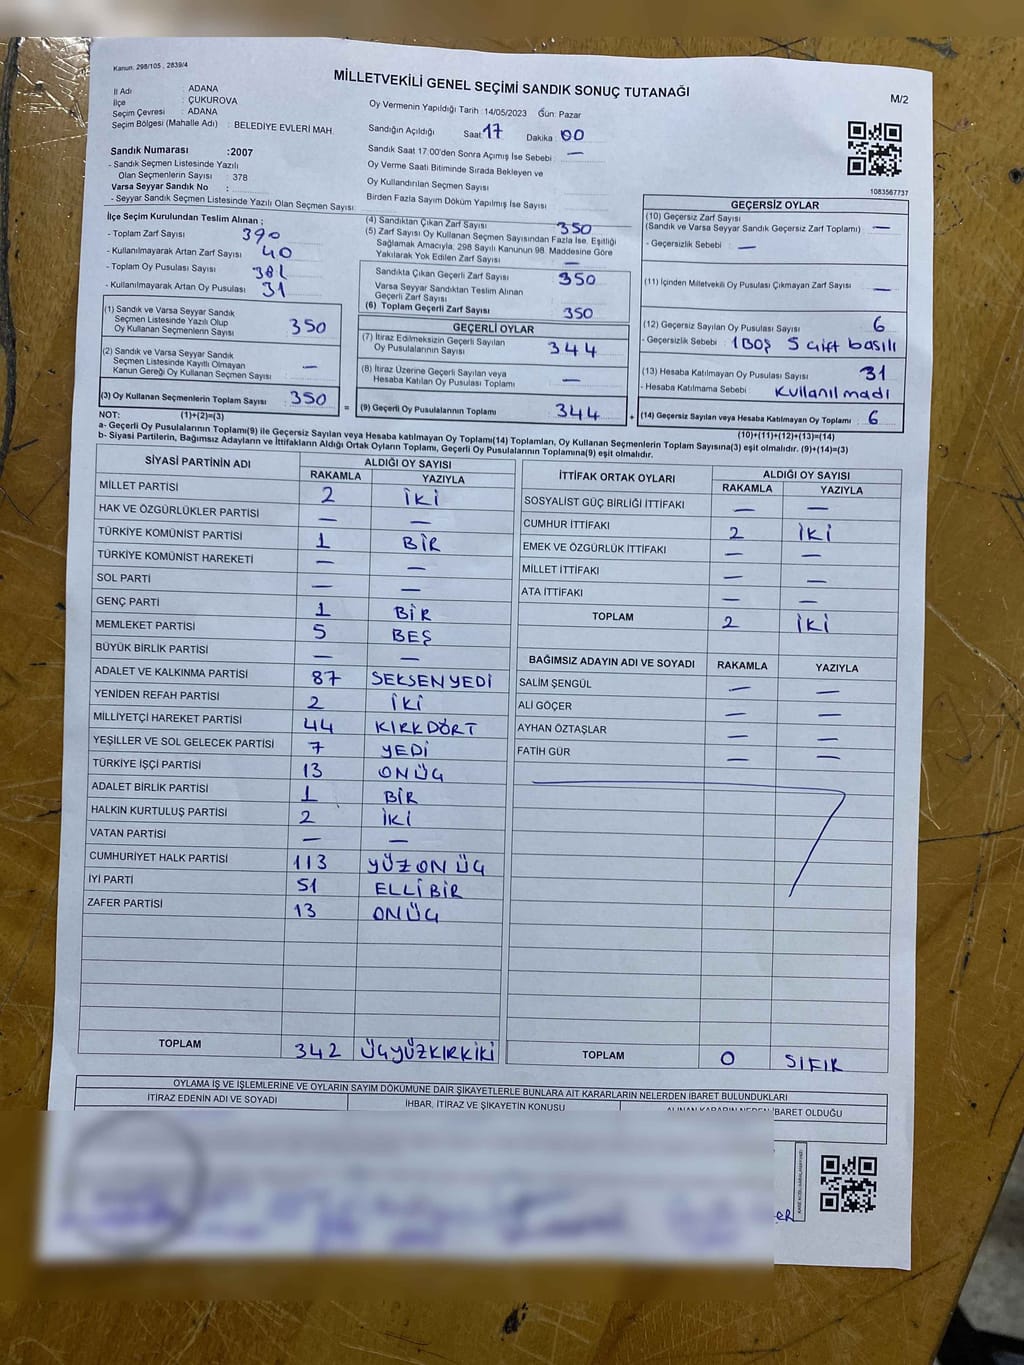 Kanun. 298/105 , 2839/4
MİLLETVEKİLİ GENEL SEÇİMİ SANDIK SONUÇ TUTANAĞI
M/2
İl Adı : ADANA
İlçe : ÇUKUROVA
Seçim Çevresi : ADANA
Seçim Bölgesi (Mahalle Adı) : BELEDİYE EVLERİ MAH.
Oy Vermenin Yapıldığı Tarih : 14/05/2023 Gün: Pazar
Sandığın Açıldığı Saat 17 Dakika : 00
Sandık Saat 17:00'den Sonra Açımış İse Sebebi : —
Oy Verme Saati Bitiminde Sırada Bekleyen ve
Oy Kullandırılan Seçmen Sayısı
Birden Fazla Sayım Döküm Yapılmış İse Sayısı
Sandık Numarası :2007
- Sandık Seçmen Listesinde Yazılı
Olan Seçmenlerin Sayısı : 378
Varsa Seyyar Sandık No :
- Seyyar Sandık Seçmen Listesinde Yazılı Olan Seçmen Sayısı:
1083567737
İlçe Seçim Kurulundan Teslim Alınan ;
- Toplam Zarf Sayısı 390
- Kullanılmayarak Artan Zarf Sayısı : 40
- Toplam Oy Pusulası Sayısı 381
- Kullanılmayarak Artan Oy Pusulası : 31
(4) Sandıktan Çıkan Zarf Sayısı 350
(5) Zarf Sayısı Oy Kullanan Seçmen Sayısından Fazla İse, Eşitliği
Sağlamak Amacıyla, 298 Sayılı Kanunun 98. Maddesine Göre
Yakılarak Yok Edilen Zarf Sayısı —
Sandıkta Çıkan Geçerli Zarf Sayısı 350
Varsa Seyyar Sandıktan Teslim Alınan
Geçerli Zarf Sayısı
(6) Toplam Geçerli Zarf Sayısı 350
GEÇERSİZ OYLAR
(10) Geçersiz Zarf Sayısı
(Sandık ve Varsa Seyyar Sandık Geçersiz Zarf Toplamı) : —
- Geçersizlik Sebebi : —
(11) İçinden Milletvekili Oy Pusulası Çıkmayan Zarf Sayısı : —
(12) Geçersiz Sayılan Oy Pusulası Sayısı : 6
- Geçersizlik Sebebi : 1 BOŞ 5 Çift basılı
(13) Hesaba Katılmayan Oy Pusulası Sayısı : 31
- Hesaba Katılmama Sebebi : Kullanılmadı
(14) Geçersiz Sayılan veya Hesaba Katılmayan Oy Toplamı : 6
(10)+(11)+(12)+(13)=(14)
(1) Sandık ve Varsa Seyyar Sandık
Seçmen Listesinde Yazılı Olup
Oy Kullanan Seçmenlerin Sayısı : 350
(2) Sandık ve Varsa Seyyar Sandık
Seçmen Listesinde Kayıtlı Olmayan
Kanun Gereği Oy Kullanan Seçmen Sayısı : —
(3) Oy Kullanan Seçmenlerin Toplam Sayısı : 350
(1)+(2)=(3)
GEÇERLİ OYLAR
(7) İtiraz Edilmeksizin Geçerli Sayılan
Oy Pusulalarının Sayısı : 344
(8) İtiraz Üzerine Geçerli Sayılan veya
Hesaba Katılan Oy Pusulası Toplamı : —
= (9) Geçerli Oy Pusulalarının Toplamı : 344 +
NOT:
a- Geçerli Oy Pusulalarının Toplamı(9) ile Geçersiz Sayılan veya Hesaba katılmayan Oy Toplamı(14) Toplamları, Oy Kullanan Seçmenlerin Toplam Sayısına(3) eşit olmalıdır. (9)+(14)=(3)
b- Siyasi Partilerin, Bağımsız Adayların ve İttifakların Aldığı Ortak Oyların Toplamı, Geçerli Oy Pusulalarının Toplamına(9) eşit olmalıdır.
SİYASİ PARTİNİN ADI ALDIĞI OY SAYISI
RAKAMLA YAZIYLA
MİLLET PARTİSİ 2 İKİ
HAK VE ÖZGÜRLÜKLER PARTİSİ — —
TÜRKİYE KOMÜNİST PARTİSİ 1 BİR
TÜRKİYE KOMÜNİST HAREKETİ — —
SOL PARTİ — —
GENÇ PARTİ 1 BİR
MEMLEKET PARTİSİ 5 BEŞ
BÜYÜK BİRLİK PARTİSİ — —
ADALET VE KALKINMA PARTİSİ 87 SEKSENYEDİ
YENİDEN REFAH PARTİSİ 2 İKİ
MİLLİYETÇİ HAREKET PARTİSİ 44 KIRKDÖRT
YEŞİLLER VE SOL GELECEK PARTİSİ 7 YEDİ
TÜRKİYE İŞÇİ PARTİSİ 13 ONÜÇ
ADALET BİRLİK PARTİSİ 1 BİR
HALKIN KURTULUŞ PARTİSİ 2 İKİ
VATAN PARTİSİ — —
CUMHURİYET HALK PARTİSİ 113 YÜZONÜÇ
İYİ PARTİ 51 ELLİBİR
ZAFER PARTİSİ 13 ONÜÇ
TOPLAM 342 ÜÇYÜZKIRKİKİ
İTTİFAK ORTAK OYLARI ALDIĞI OY SAYISI
RAKAMLA YAZIYLA
SOSYALİST GÜÇ BİRLİĞİ İTTİFAKI — —
CUMHUR İTTİFAKI 2 İKİ
EMEK VE ÖZGÜRLÜK İTTİFAKI — —
MİLLET İTTİFAKI — —
ATA İTTİFAKI — —
TOPLAM 2 İKİ
BAĞIMSIZ ADAYIN ADI VE SOYADI RAKAMLA YAZIYLA
SALİM ŞENGÜL — —
ALİ GÖÇER — —
AYHAN ÖZTAŞLAR — —
FATİH GÜR — —
TOPLAM 0 SIFIR
OYLAMA İŞ VE İŞLEMLERİNE VE OYLARIN SAYIM DÖKÜMÜNE DAİR ŞİKAYETLERLE BUNLARA AİT KARARLARIN NELERDEN İBARET BULUNDUKLARI
İTİRAZ EDENİN ADI VE SOYADI İHBAR, İTİRAZ VE ŞİKAYETİN KONUSU ALINAN KARARIN NEDEN İBARET OLDUĞU